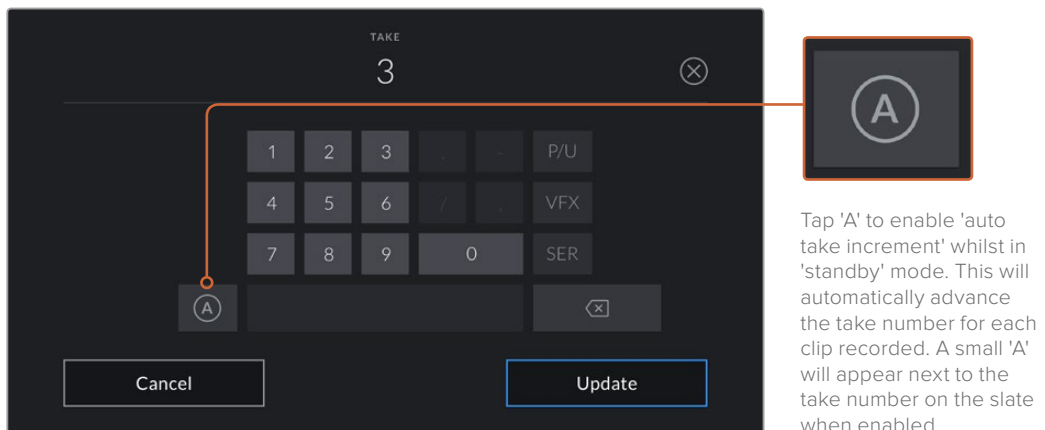 TAKE
3
1 2 3 . - P/U
4 5 6 / , VFX
7 8 9 0 SER
A
Cancel Update
A
Tap 'A' to enable 'auto
take increment' whilst in
'standby' mode. This will
automatically advance
the take number for each
clip recorded. A small 'A'
will appear next to the
take number on the slate
when enabled